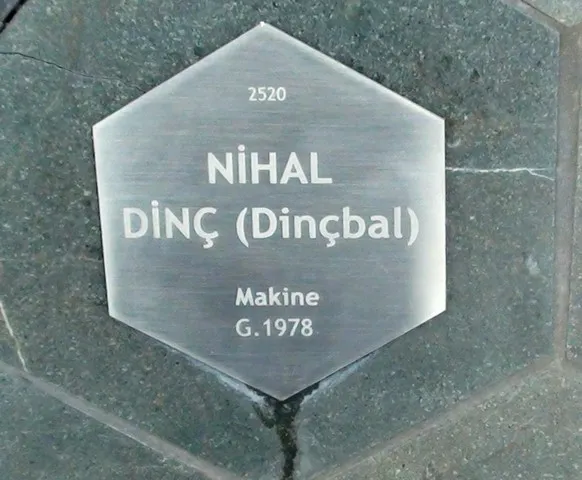 2520
NİHAL
DİNÇ (Dinçbal)
Makine
G.1978